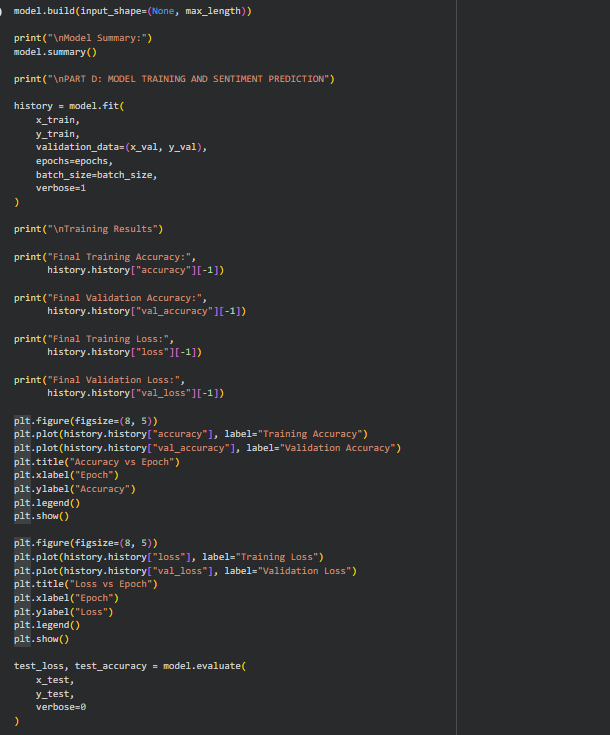 model.build(input_shape=(None, max_length))
print("\nModel Summary:")
model.summary()
print("\nPART D: MODEL TRAINING AND SENTIMENT PREDICTION")
history = model.fit(
    x_train,
    y_train,
    validation_data=(x_val, y_val),
    epochs=epochs,
    batch_size=batch_size,
    verbose=1
)
print("\nTraining Results")
print("Final Training Accuracy:",
      history.history["accuracy"][-1])
print("Final Validation Accuracy:",
      history.history["val_accuracy"][-1])
print("Final Training Loss:",
      history.history["loss"][-1])
print("Final Validation Loss:",
      history.history["val_loss"][-1])
plt.figure(figsize=(8, 5))
plt.plot(history.history["accuracy"], label="Training Accuracy")
plt.plot(history.history["val_accuracy"], label="Validation Accuracy")
plt.title("Accuracy vs Epoch")
plt.xlabel("Epoch")
plt.ylabel("Accuracy")
plt.legend()
plt.show()
plt.figure(figsize=(8, 5))
plt.plot(history.history["loss"], label="Training Loss")
plt.plot(history.history["val_loss"], label="Validation Loss")
plt.title("Loss vs Epoch")
plt.xlabel("Epoch")
plt.ylabel("Loss")
plt.legend()
plt.show()
test_loss, test_accuracy = model.evaluate(
    x_test,
    y_test,
    verbose=0
)